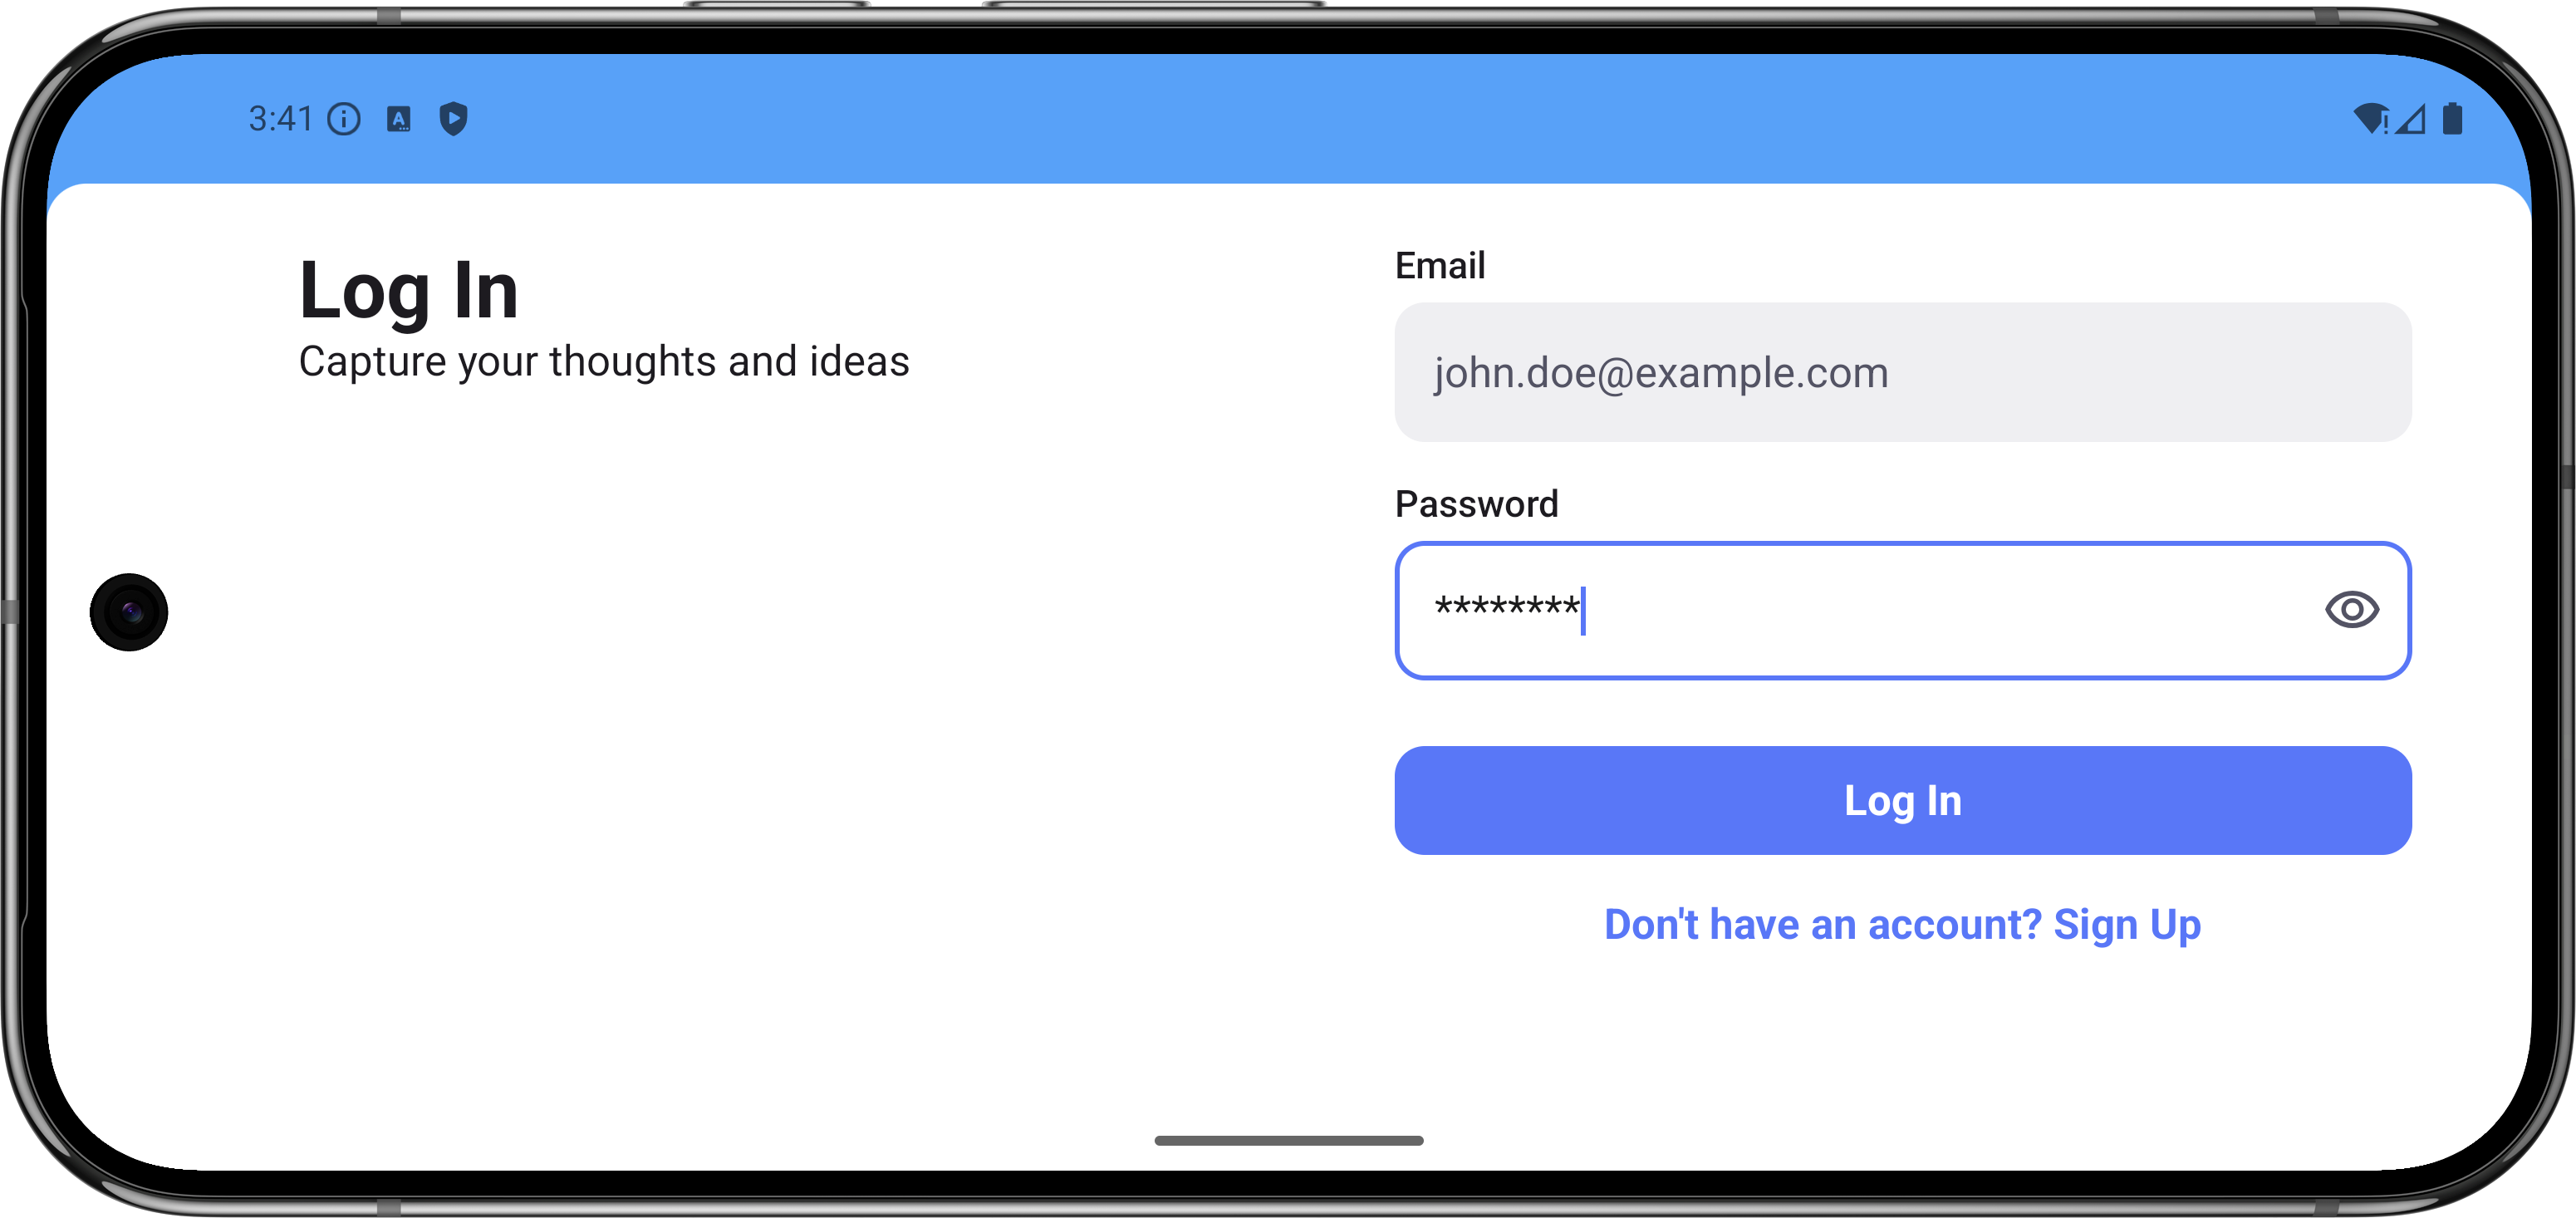 3:41
Log In
Capture your thoughts and ideas
Email
john.doe@example.com
Password
********
Log In
Don't have an account? Sign Up